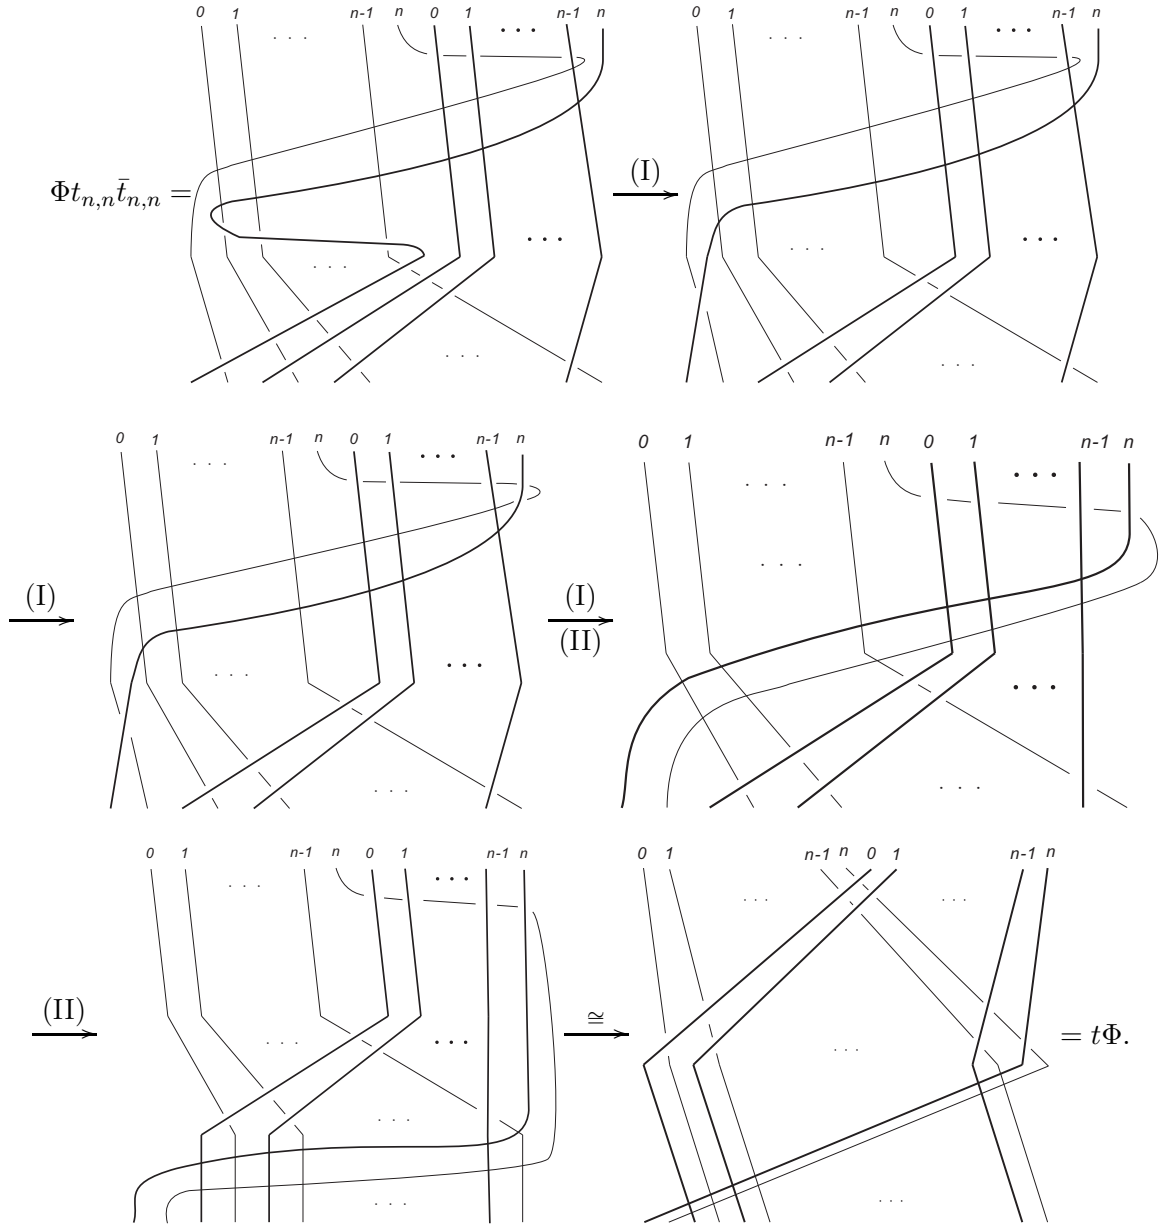 0 1 . . . n-1 n 0 1 ... n-1 n
0 1 . . . n-1 n 0 1 ... n-1 n
Φt_{n,n}t̄_{n,n} =
. . .
...
(I)
. . .
...
. . .
. . .
0 1 . . . n-1 n 0 1 ... n-1 n
0 1 . . . n-1 n 0 1 ... n-1 n
. . .
(I)
. . .
...
(I)
(II)
...
. . .
. . .
0 1 . . . n-1 n 0 1 ... n-1 n
0 1 . . . n-1 n 0 1 . . . n-1 n
(II)
. . .
...
≅
. . .
= tΦ.
. . .
. . .
. . .